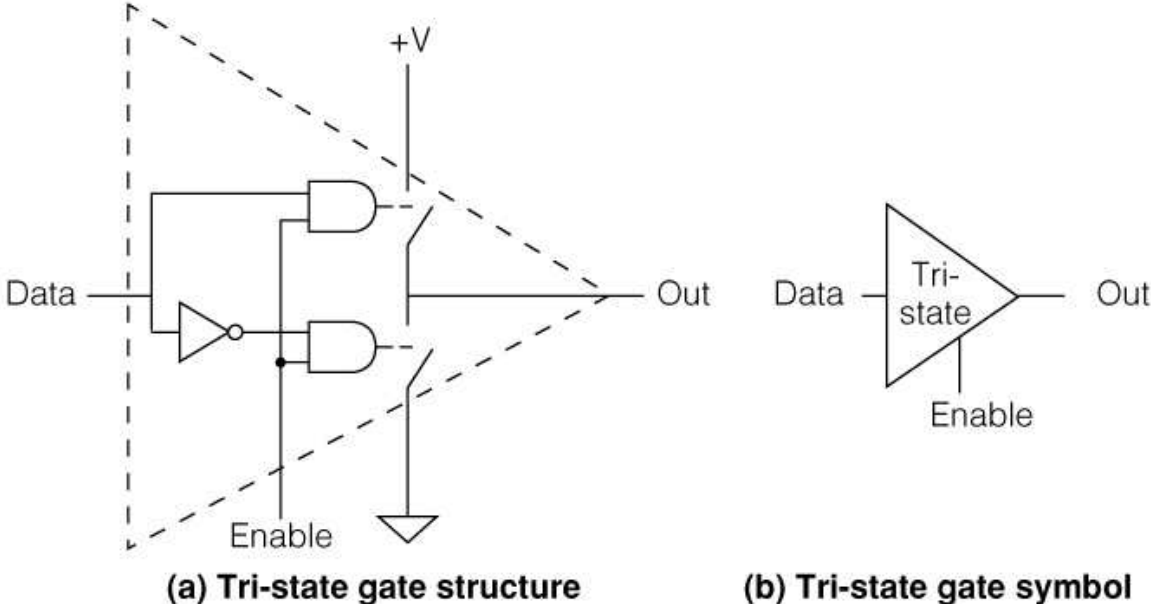 +V
Data
Out
Enable
(a) Tri-state gate structure
Data
Tri-
state
Out
Enable
(b) Tri-state gate symbol